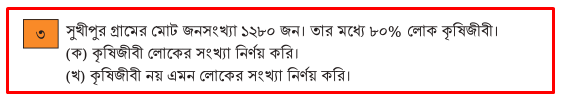 ৩ সুখীপুর গ্রামের মোট জনসংখ্যা ১২৮০ জন। তার মধ্যে ৮০% লোক কৃষিজীবী।
(ক) কৃষিজীবী লোকের সংখ্যা নির্ণয় করি।
(খ) কৃষিজীবী নয় এমন লোকের সংখ্যা নির্ণয় করি।